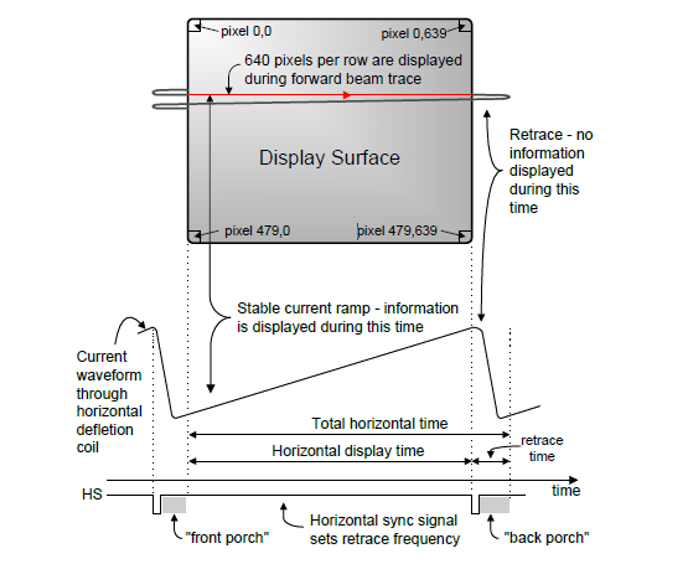 pixel 0,0
pixel 0,639
640 pixels per row are displayed
during forward beam trace
Retrace - no
information
displayed
during this
time
Display Surface
pixel 479,0
pixel 479,639
Stable current ramp - information
is displayed during this time
Current
waveform
through
horizontal
defletion
coil
Total horizontal time
Horizontal display time
retrace
time
time
HS
"front porch"
Horizontal sync signal
sets retrace frequency
"back porch"